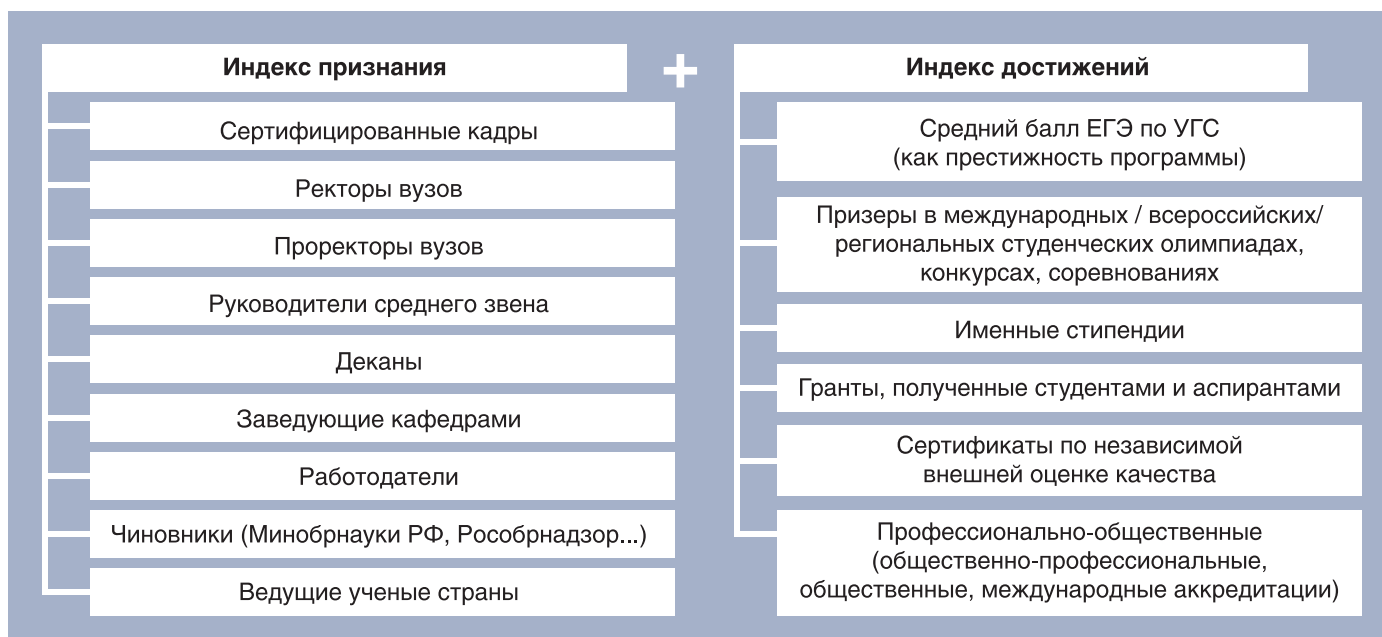 Индекс признания
Сертифицированные кадры
Ректоры вузов
Проректоры вузов
Руководители среднего звена
Деканы
Заведующие кафедрами
Работодатели
Чиновники (Минобрнауки РФ, Рособрнадзор...)
Ведущие ученые страны
+
Индекс достижений
Средний балл ЕГЭ по УГС
(как престижность программы)
Призеры в международных / всероссийских/
региональных студенческих олимпиадах,
конкурсах, соревнованиях
Именные стипендии
Гранты, полученные студентами и аспирантами
Сертификаты по независимой
внешней оценке качества
Профессионально-общественные
(общественно-профессиональные,
общественные, международные аккредитации)